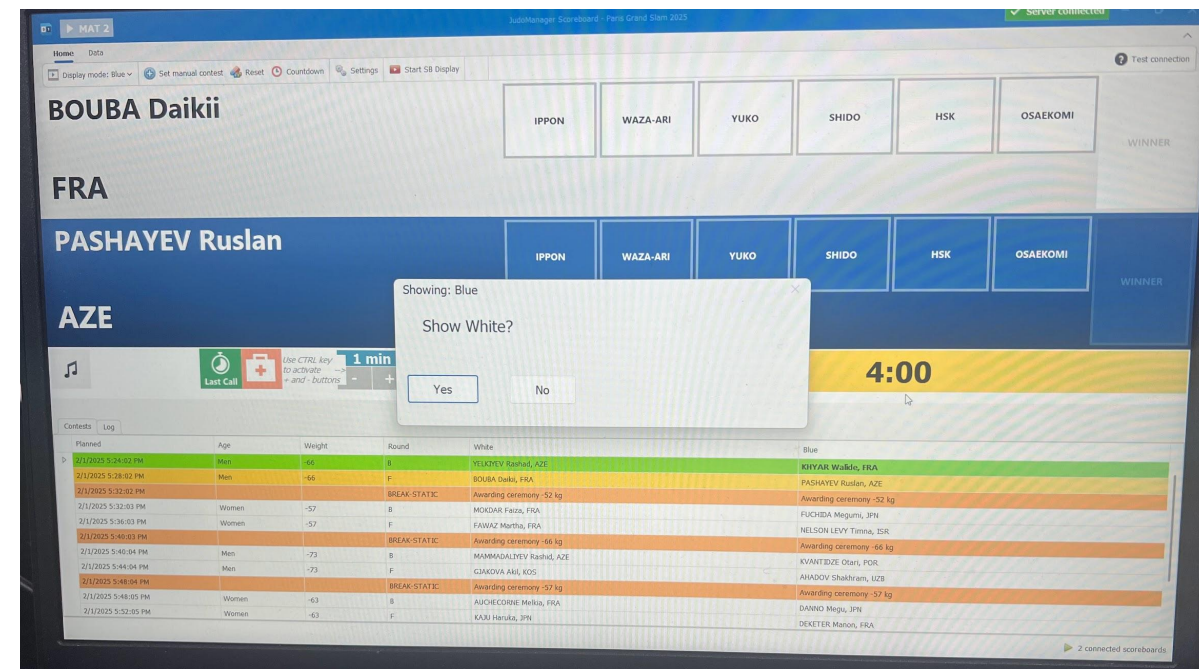 JudoManager Scoreboard - Paris Grand Slam 2025
Server connected
MAT 2
Home Data
Display mode: Blue Set manual contest Reset Countdown Settings Start SB Display
Test connection
BOUBA Daikii
IPPON WAZA-ARI YUKO SHIDO HSK OSAEKOMI
WINNER
FRA
PASHAYEV Ruslan
IPPON WAZA-ARI YUKO SHIDO HSK OSAEKOMI
WINNER
AZE
Showing: Blue
Show White?
Yes No
Last Call
Use CTRL key
to activate -->
+ and - buttons
1 min
- +
4:00
Contests Log
Planned Age Weight Round White Blue
2/1/2025 5:24:02 PM Men -66 B YELKIYEV Rashad, AZE KHYAR Walide, FRA
2/1/2025 5:28:02 PM Men -66 F BOUBA Daikii, FRA PASHAYEV Ruslan, AZE
2/1/2025 5:32:02 PM BREAK-STATIC Awarding ceremony -52 kg Awarding ceremony -52 kg
2/1/2025 5:32:03 PM Women -57 B MOKDAR Faiza, FRA FUCHIDA Megumi, JPN
2/1/2025 5:36:03 PM Women -57 F FAWAZ Martha, FRA NELSON LEVY Timna, ISR
2/1/2025 5:40:03 PM BREAK-STATIC Awarding ceremony -66 kg Awarding ceremony -66 kg
2/1/2025 5:40:04 PM Men -73 B MAMMADALIYEV Rashid, AZE KVANTIDZE Otari, POR
2/1/2025 5:44:04 PM Men -73 F GJAKOVA Akil, KOS AHADOV Shakhram, UZB
2/1/2025 5:48:04 PM BREAK-STATIC Awarding ceremony -57 kg Awarding ceremony -57 kg
2/1/2025 5:48:05 PM Women -63 B AUCHECORNE Melkia, FRA DANNO Megu, JPN
2/1/2025 5:52:05 PM Women -63 F KAJU Haruka, JPN DEKETER Manon, FRA
2 connected scoreboards